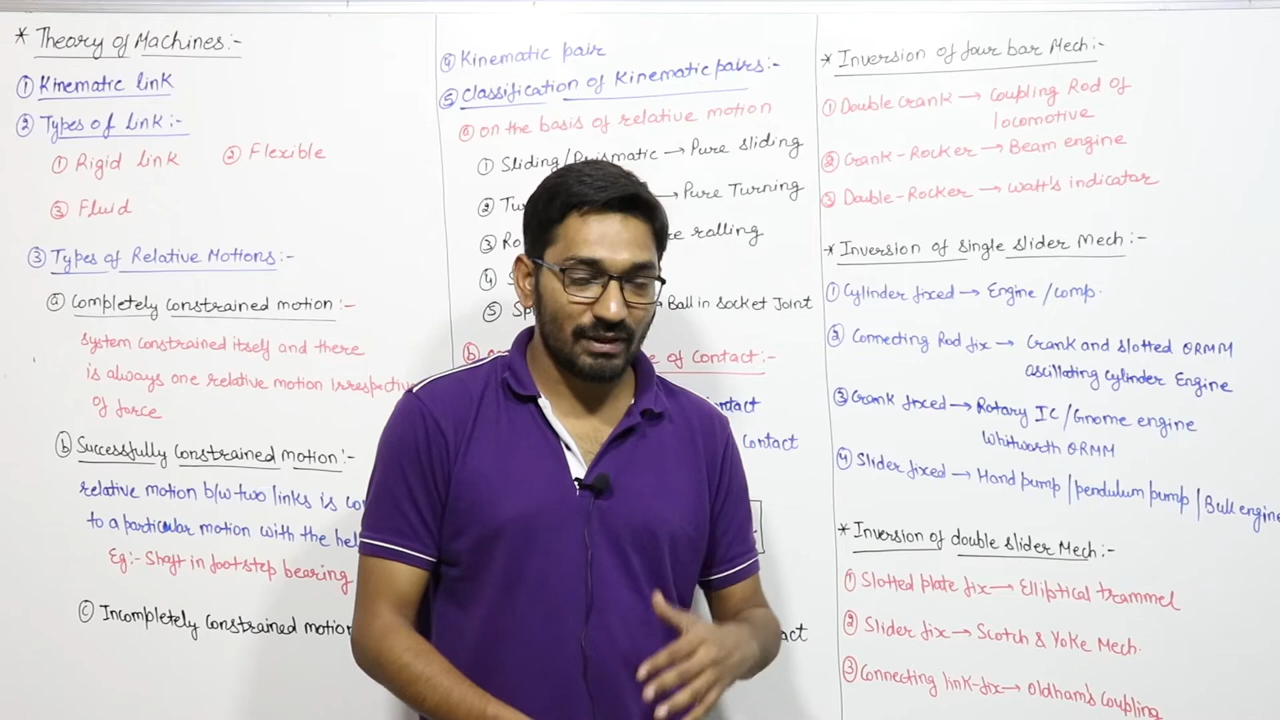 * Theory of Machines:-
① Kinematic link
② Types of link:-
① Rigid link ② Flexible
③ Fluid
③ Types of Relative Motions:-
ⓐ Completely constrained motion:-
system constrained itself and there
is always one relative motion Irrespective
of force
ⓑ Successfully constrained motion:-
relative motion b/w two links is
to a particular motion with the
Eg:- Shaft in footstep bearing
ⓒ Incompletely constrained motion
④ Kinematic pair
⑤ Classification of Kinematic pairs:-
ⓐ on the basis of relative motion
① Sliding/Prismatic → Pure sliding
② → Pure Turning
③ rolling
④
⑤ Ball in socket Joint
ⓑ of contact:-
contact
* Inversion of four bar Mech:-
① Double crank → Coupling Rod of
locomotive
② Crank-Rocker → Beam engine
③ Double-Rocker → Watt's indicator
* Inversion of single slider Mech:-
① Cylinder fixed → Engine/comp.
② Connecting Rod fix → Crank and slotted QRMM
oscillating cylinder Engine
③ Crank fixed → Rotary IC/Gnome engine
Whitworth QRMM
④ Slider fixed → Hand pump/pendulum pump/Bull engine
* Inversion of double slider Mech:-
① Slotted plate fix → Elliptical trammel
② Slider fix → Scotch & Yoke Mech.
③ Connecting link-fix → Oldham's coupling